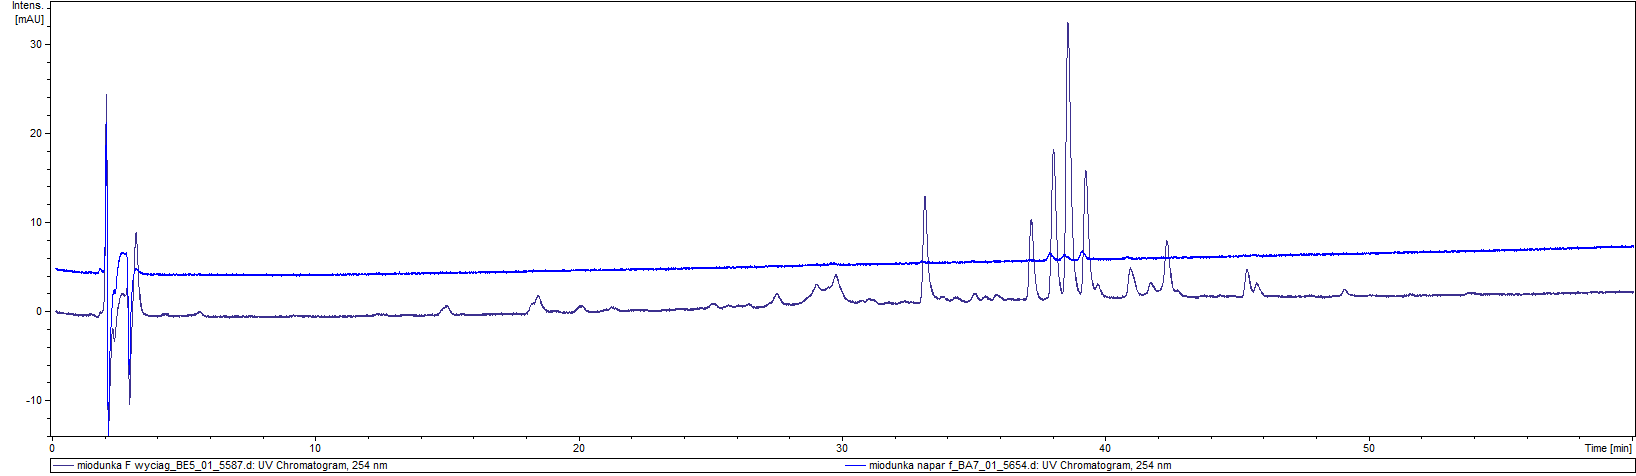 Intens.
[mAU]
30
20
10
0
-10
0 10 20 30 40 50 Time [min]
miodunka F wyciag_BE5_01_5587.d: UV Chromatogram, 254 nm miodunka napar f_BA7_01_5654.d: UV Chromatogram, 254 nm